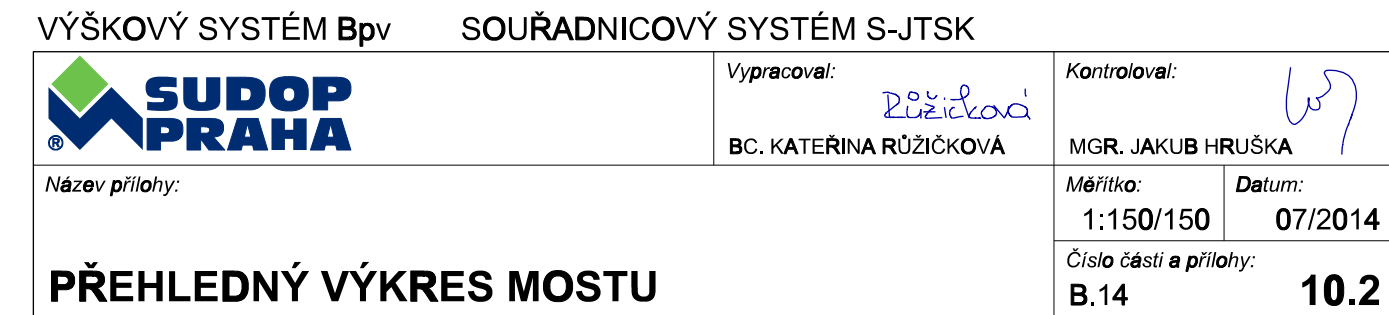 VÝŠKOVÝ SYSTÉM Bpv SOUŘADNICOVÝ SYSTÉM S-JTSK
SUDOP
PRAHA
®
Vypracoval:
Růžičková
BC. KATEŘINA RŮŽIČKOVÁ
Kontroloval:
MGR. JAKUB HRUŠKA
Název přílohy:
PŘEHLEDNÝ VÝKRES MOSTU
Měřítko:
1:150/150
Datum:
07/2014
Číslo části a přílohy:
B.14 10.2